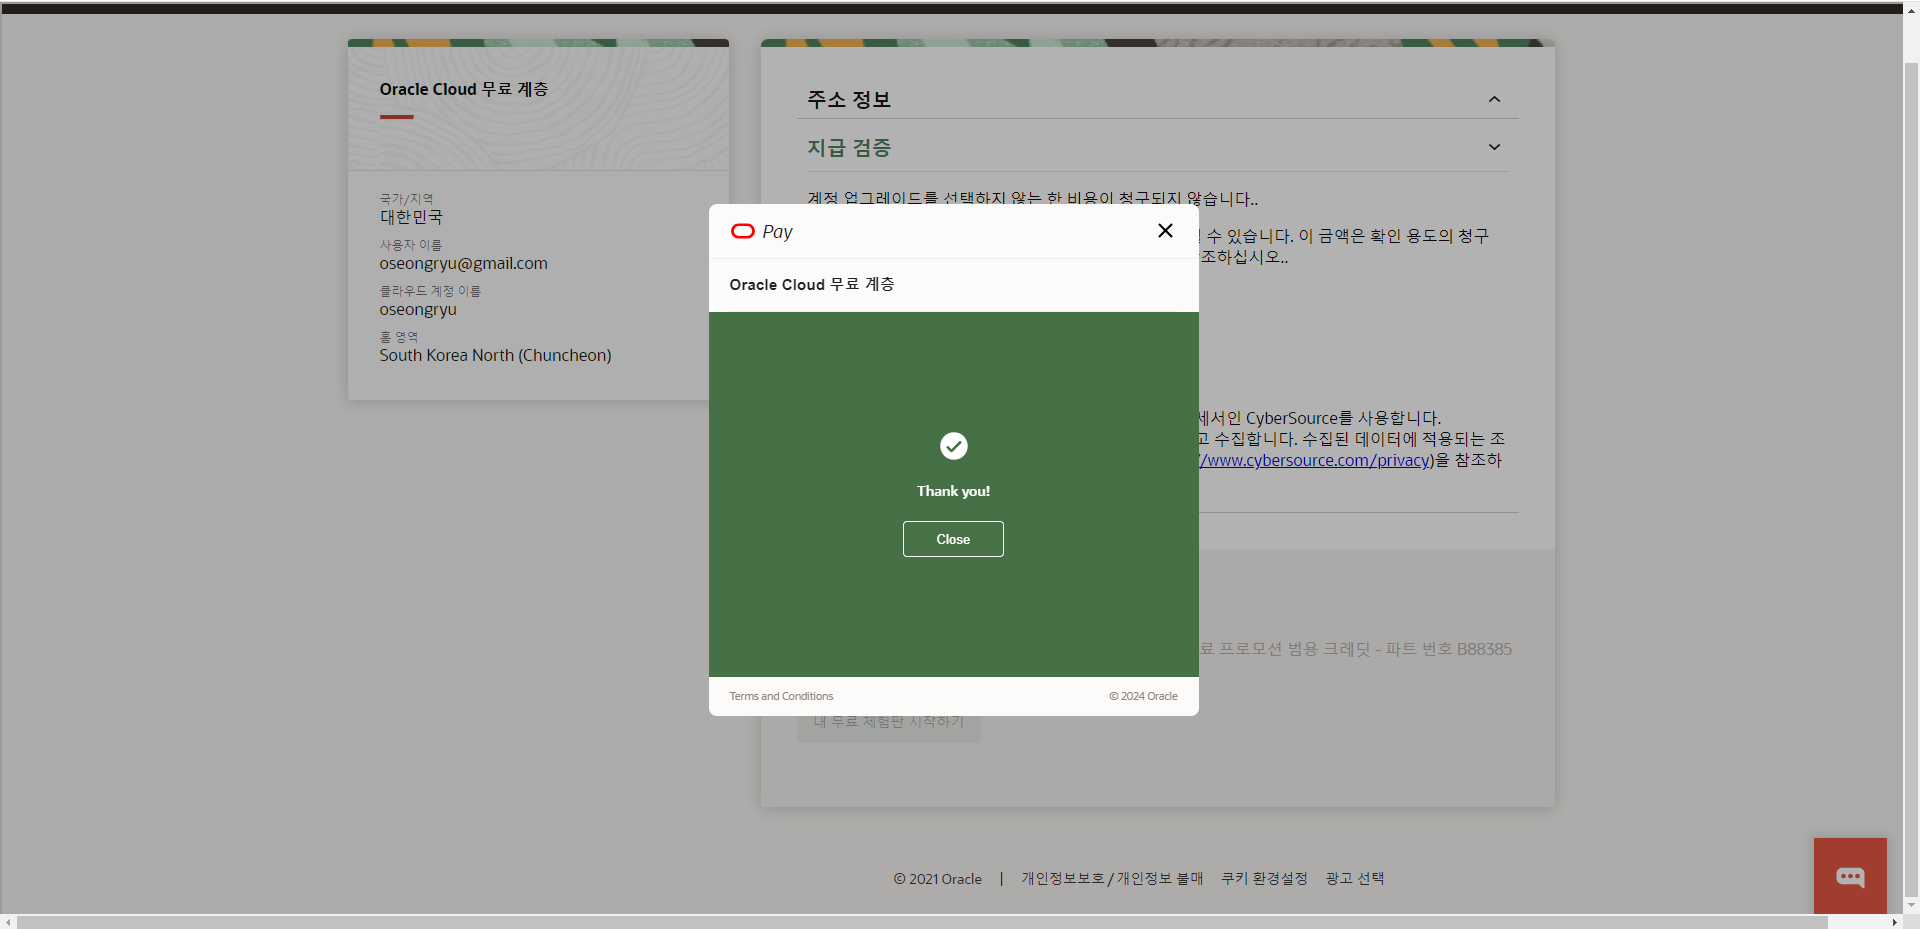 Oracle Cloud 무료 계층
국가/지역
대한민국
사용자 이름
oseongryu@gmail.com
클라우드 계정 이름
oseongryu
홈 영역
South Korea North (Chuncheon)
주소 정보
지급 검증
계정 업그레이드를 선택하지 않는 한 비용이 청구되지 않습니다..
수 있습니다. 이 금액은 확인 용도의 청구
조하십시오..
Pay
Oracle Cloud 무료 계층
Thank you!
Close
Terms and Conditions
© 2024 Oracle
세서인 CyberSource를 사용합니다.
고 수집합니다. 수집된 데이터에 적용되는 조
/www.cybersource.com/privacy)을 참조하
료 프로모션 범용 크레딧 - 파트 번호 B88385
내 무료 체험판 시작하기
© 2021 Oracle | 개인정보보호/개인정보 불매 쿠키 환경설정 광고 선택